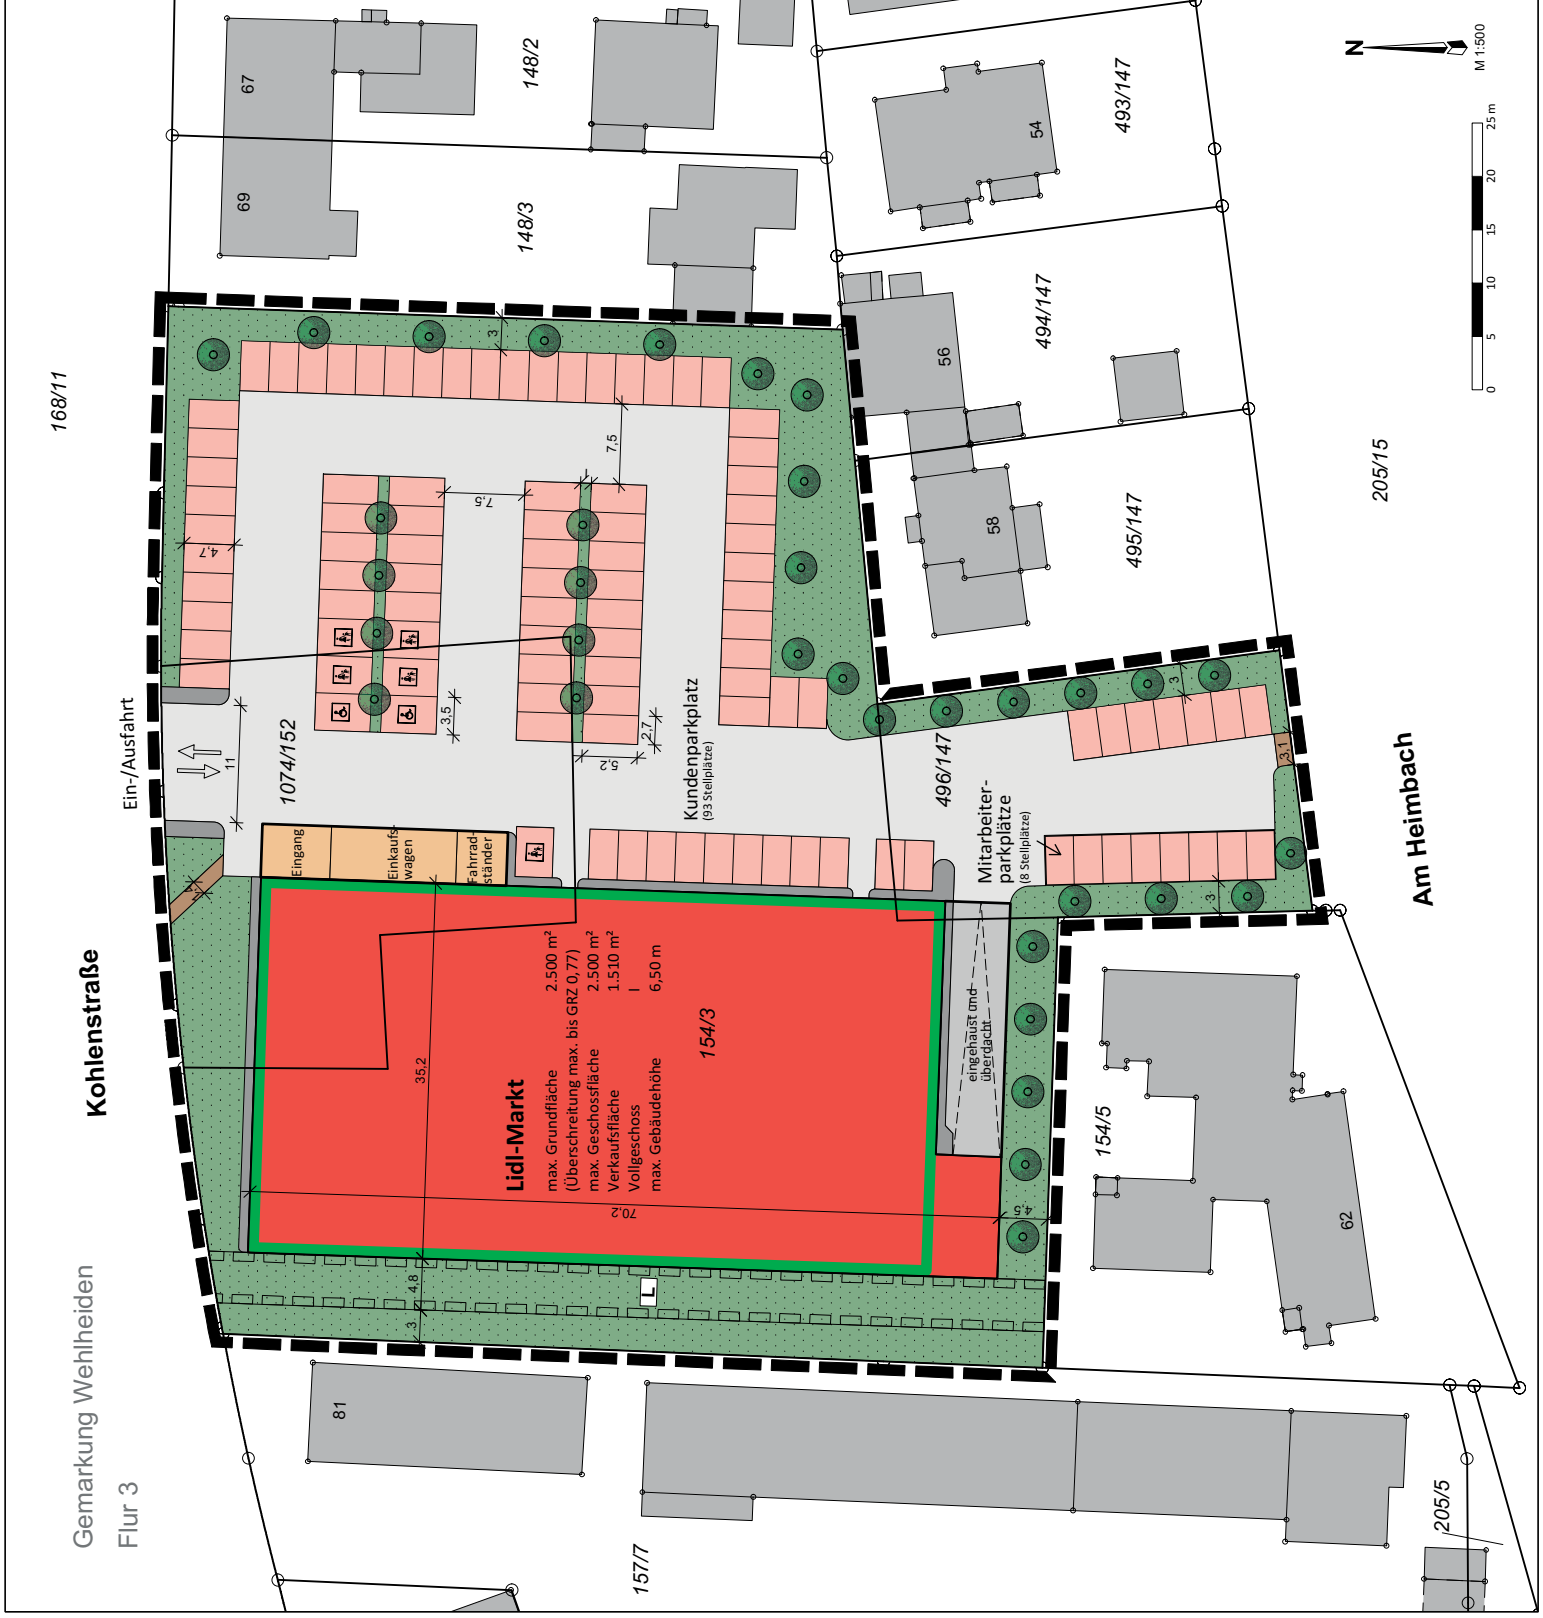 Gemarkung Wehlheiden
Flur 3
Kohlenstraße
Ein-/Ausfahrt
168/11
67
69
148/2
148/3
81
157/7
205/5
1074/152
11
4,7
7,5
7,5
1
3
3,5
2,7
5,2
Eingang
Einkaufs-
wagen
Fahrrad-
ständer
Kundenparkplatz
(93 Stellplätze)
35,2
70,2
4,8
3
4,5
L
Lidl-Markt
max. Grundfläche 2.500 m²
(Überschreitung max. bis GRZ 0,77)
max. Geschossfläche 2.500 m²
Verkaufsfläche 1.510 m²
Vollgeschoss I
max. Gebäudehöhe 6,50 m
154/3
eingehaust und
überdacht
496/147
Mitarbeiter-
parkplätze
(8 Stellplätze)
3
3
3,1
154/5
62
58
56
54
493/147
494/147
495/147
205/15
Am Heimbach
N
M 1:500
0
5
10
15
20
25 m